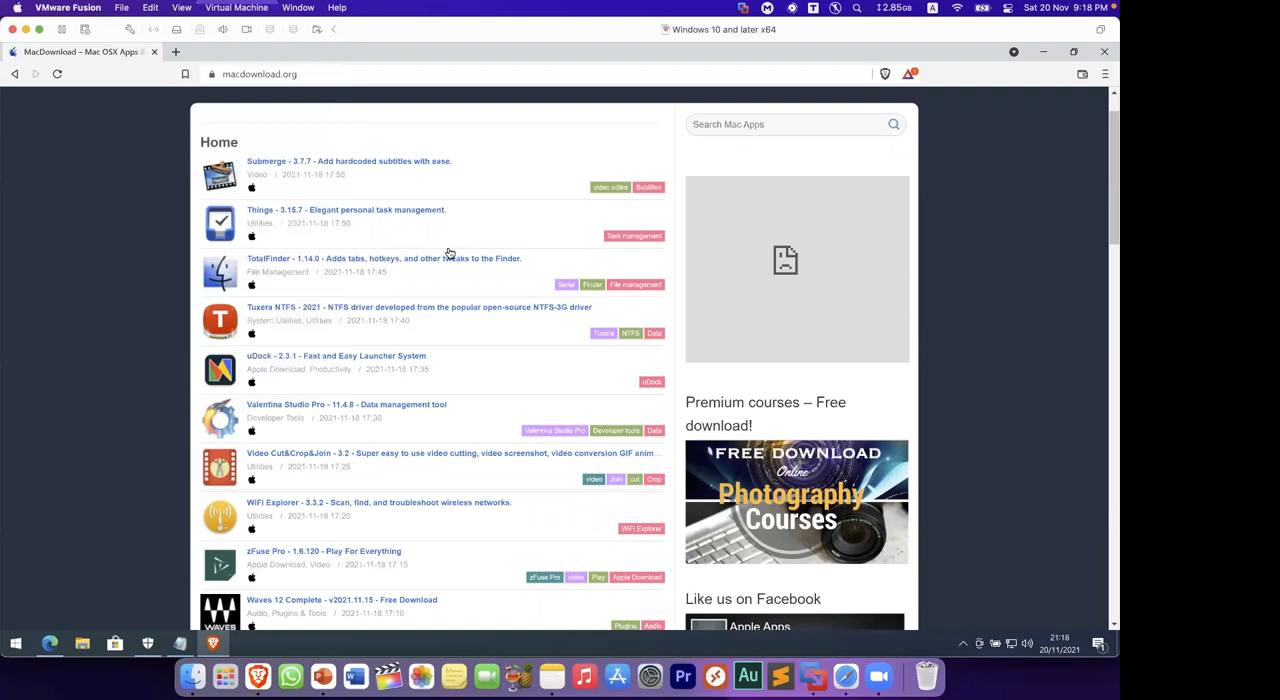 VMware Fusion File Edit View Virtual Machine Window Help 2.85GB A Sat 20 Nov 9:18 PM
Windows 10 and later x64
MacDownload – Mac OSX Apps &
macdownload.org
Home
Search Mac Apps
Submerge - 3.7.7 - Add hardcoded subtitles with ease.
Video / 2021-11-18 17:55
video editor Subtitles
Things - 3.15.7 - Elegant personal task management.
Utilities / 2021-11-18 17:50
Task management
TotalFinder - 1.14.0 - Adds tabs, hotkeys, and other tweaks to the Finder.
File Management / 2021-11-18 17:45
Serial Finder File management
Tuxera NTFS - 2021 - NTFS driver developed from the popular open-source NTFS-3G driver
System Utilities, Utilities / 2021-11-18 17:40
Tuxera NTFS Data
uDock - 2.3.1 - Fast and Easy Launcher System
Apple Download, Productivity / 2021-11-18 17:35
uDock
Valentina Studio Pro - 11.4.8 - Data management tool
Developer Tools / 2021-11-18 17:30
Valentina Studio Pro Developer tools Data
Video Cut&Crop&Join - 3.2 - Super easy to use video cutting, video screenshot, video conversion GIF anim...
Utilities / 2021-11-18 17:25
video Join cut Crop
WiFi Explorer - 3.3.2 - Scan, find, and troubleshoot wireless networks.
Utilities / 2021-11-18 17:20
WiFi Explorer
zFuse Pro - 1.6.120 - Play For Everything
Apple Download, Video / 2021-11-18 17:15
zFuse Pro video Play Apple Download
Waves 12 Complete - v2021.11.15 - Free Download
Audio, Plugins & Tools / 2021-11-18 17:10
Plugins Audio
WAVES
Premium courses – Free
download!
FREE DOWNLOAD
Online
Photography
Courses
Like us on Facebook
Apple Apps
21:18
20/11/2021
W
Pr
Au